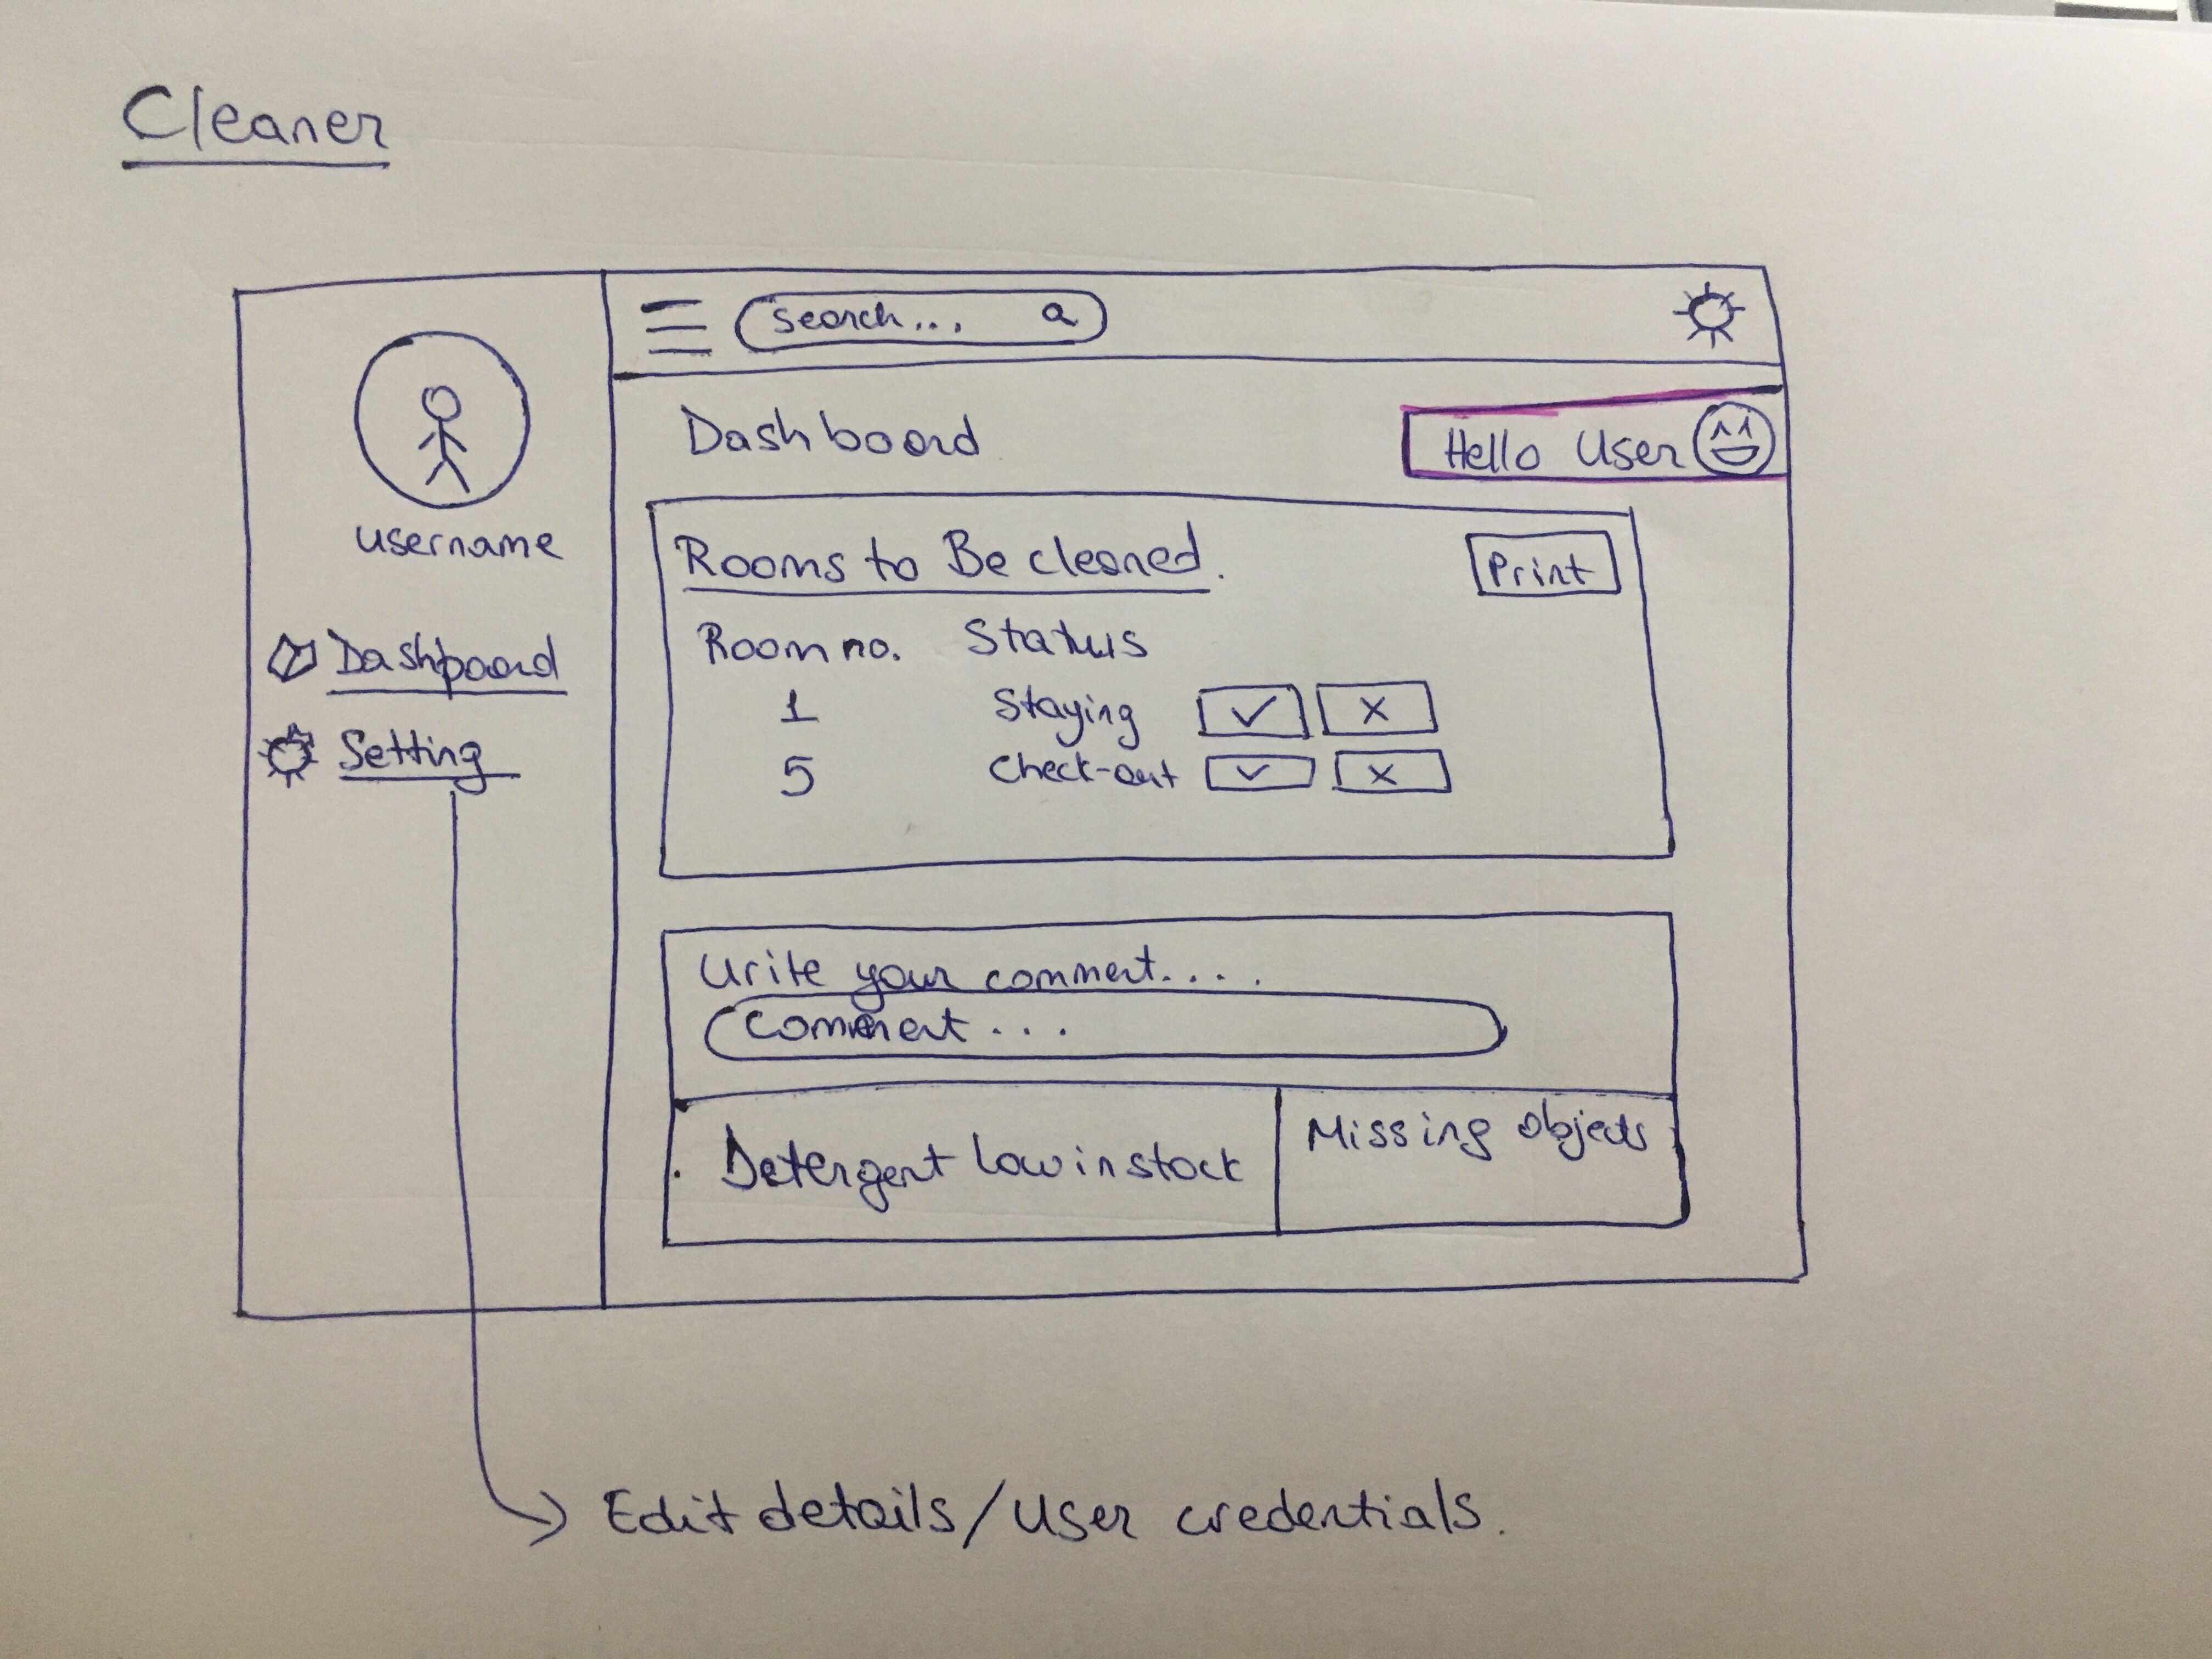 Cleaner
search...
username
Dashboard
Setting
Dashboard
Hello User
Rooms to Be cleaned.
Print
Room no. Status
1 Staying ✓ x
5 Check-out ✓ x
Write your comment....
Comment...
Detergent low in stock
Missing objects
Edit details/User credentials.